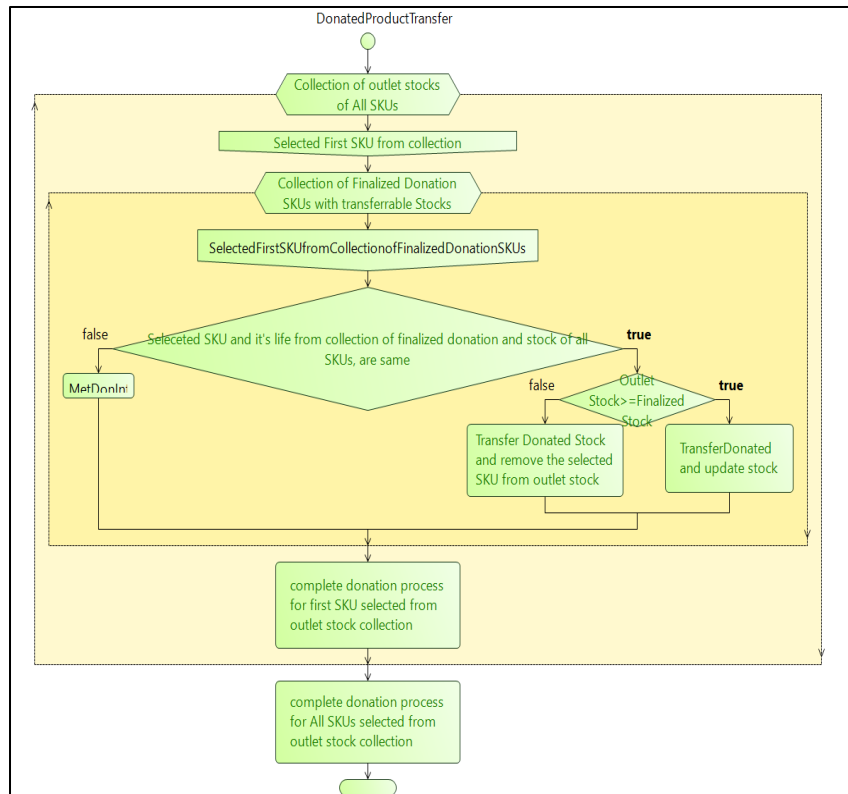 DonatedProductTransfer
Collection of outlet stocks
of All SKUs
Selected First SKU from collection
Collection of Finalized Donation
SKUs with transferrable Stocks
SelectedFirstSKUfromCollectionofFinalizedDonationSKUs
false
Seleceted SKU and it's life from collection of finalized donation and stock of all
SKUs, are same
true
MetDonInt
false
Outlet
Stock>=Finalized
Stock
true
Transfer Donated Stock
and remove the selected
SKU from outlet stock
TransferDonated
and update stock
complete donation process
for first SKU selected from
outlet stock collection
complete donation process
for All SKUs selected from
outlet stock collection